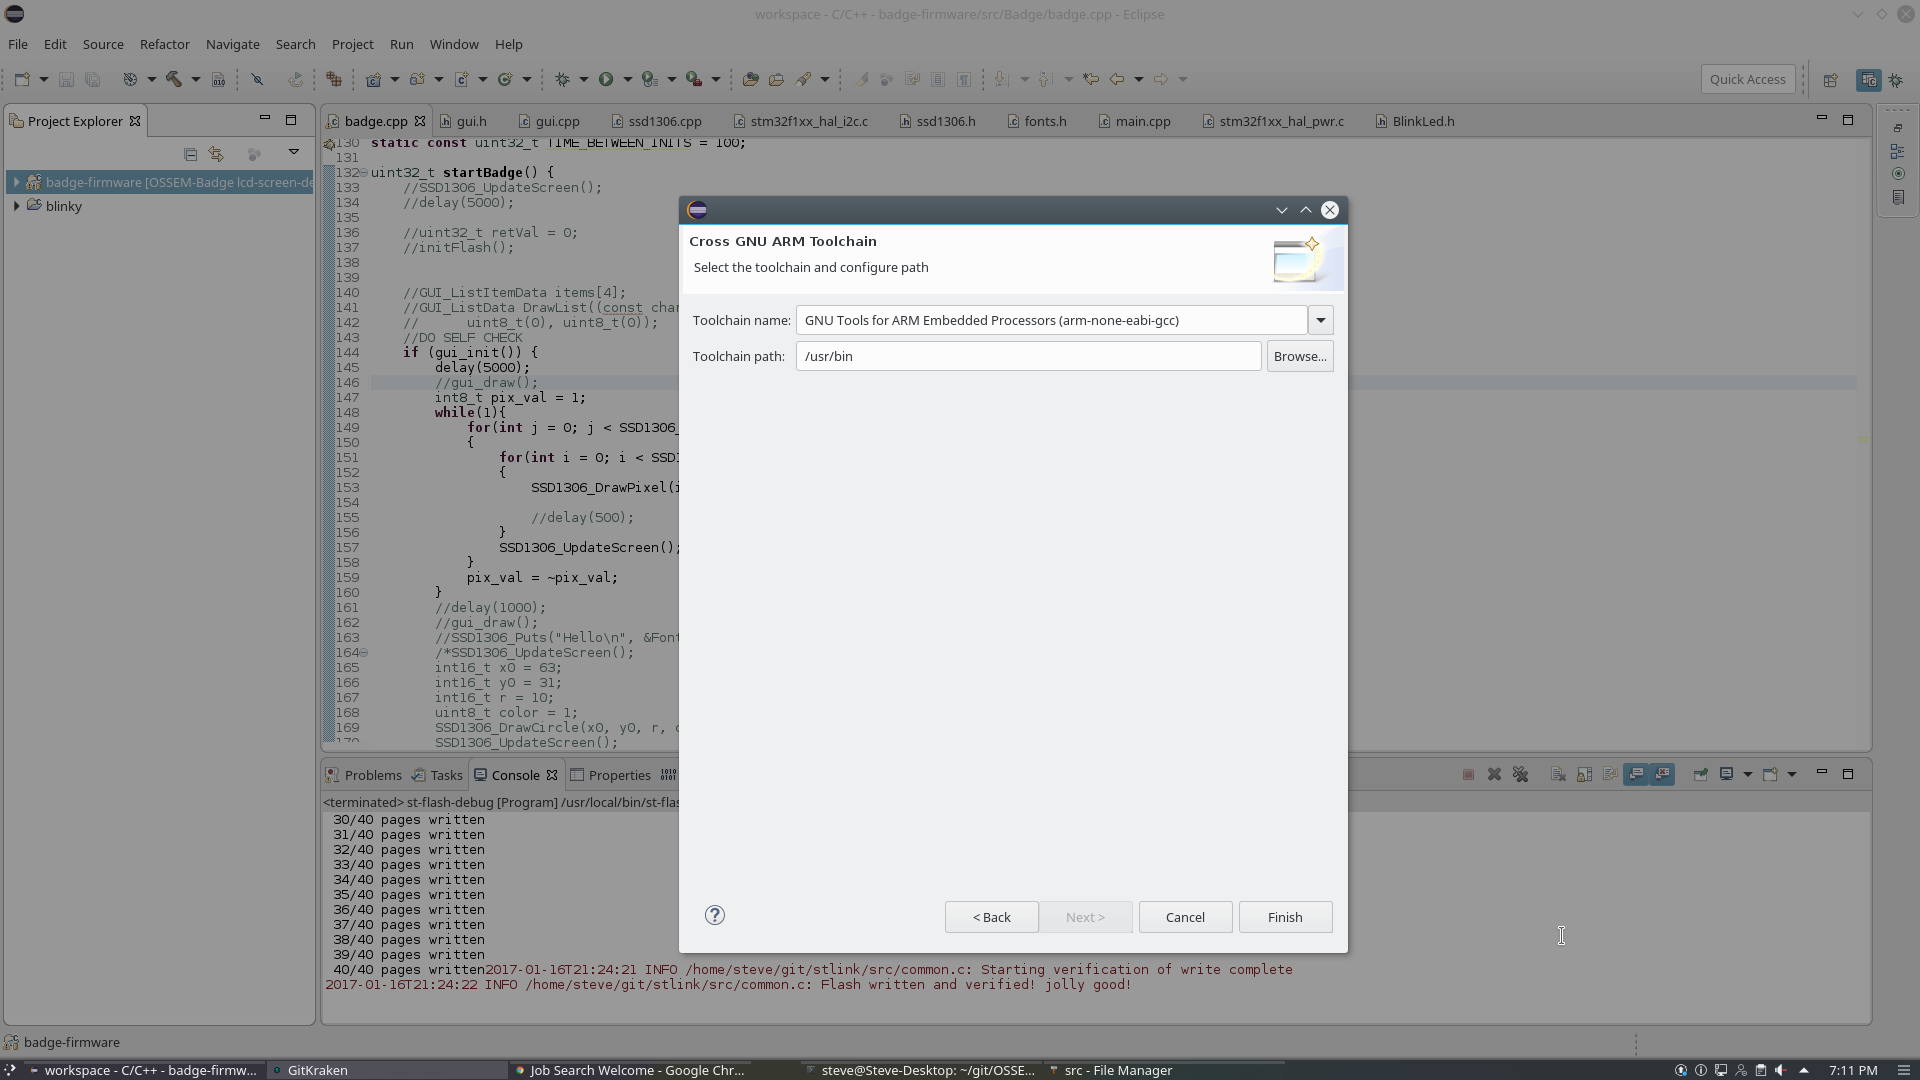 workspace - C/C++ - badge-firmware/src/Badge/badge.cpp - Eclipse
File Edit Source Refactor Navigate Search Project Run Window Help
Quick Access
Project Explorer
badge-firmware [OSSEM-Badge lcd-screen-de
blinky
badge.cpp gui.h gui.cpp ssd1306.cpp stm32f1xx_hal_i2c.c ssd1306.h fonts.h main.cpp stm32f1xx_hal_pwr.c BlinkLed.h
130 static const uint32_t TIME_BETWEEN_INITS = 100;
131
132 uint32_t startBadge() {
133 //SSD1306_UpdateScreen();
134 //delay(5000);
135
136 //uint32_t retVal = 0;
137 //initFlash();
138
139
140 //GUI_ListItemData items[4];
141 //GUI_ListData DrawList((const char
142 // uint8_t(0), uint8_t(0));
143 //DO SELF CHECK
144 if (gui_init()) {
145 delay(5000);
146 //gui_draw();
147 int8_t pix_val = 1;
148 while(1){
149 for(int j = 0; j < SSD1306_
150 {
151 for(int i = 0; i < SSD1
152 {
153 SSD1306_DrawPixel(i
154
155 //delay(500);
156 }
157 SSD1306_UpdateScreen();
158 }
159 pix_val = ~pix_val;
160 }
161 //delay(1000);
162 //gui_draw();
163 //SSD1306_Puts("Hello\n", &Font
164 /*SSD1306_UpdateScreen();
165 int16_t x0 = 63;
166 int16_t y0 = 31;
167 int16_t r = 10;
168 uint8_t color = 1;
169 SSD1306_DrawCircle(x0, y0, r, c
170 SSD1306_UpdateScreen();
Cross GNU ARM Toolchain
Select the toolchain and configure path
Toolchain name: GNU Tools for ARM Embedded Processors (arm-none-eabi-gcc)
Toolchain path: /usr/bin Browse...
< Back Next > Cancel Finish
Problems Tasks Console Properties
<terminated> st-flash-debug [Program] /usr/local/bin/st-flas
30/40 pages written
31/40 pages written
32/40 pages written
33/40 pages written
34/40 pages written
35/40 pages written
36/40 pages written
37/40 pages written
38/40 pages written
39/40 pages written
40/40 pages written2017-01-16T21:24:21 INFO /home/steve/git/stlink/src/common.c: Starting verification of write complete
2017-01-16T21:24:22 INFO /home/steve/git/stlink/src/common.c: Flash written and verified! jolly good!
badge-firmware
workspace - C/C++ - badge-firmw... GitKraken Job Search Welcome - Google Chr... steve@Steve-Desktop: ~/git/OSSE... src - File Manager 7:11 PM